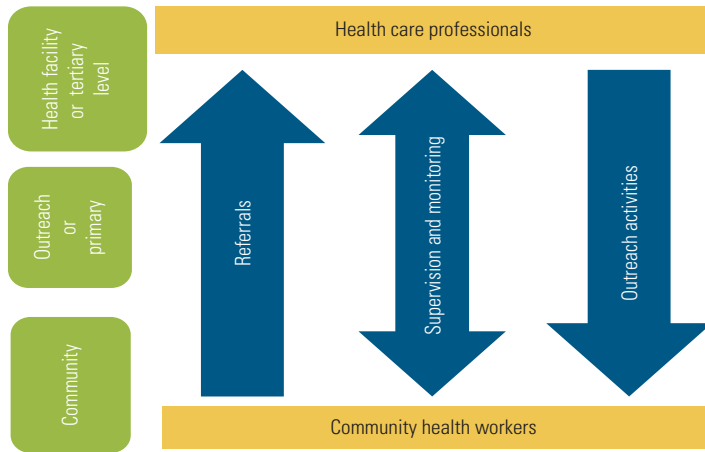 Health care professionals
Health facility
or tertiary
level
Outreach
or
primary
Community
Referrals
Supervision and monitoring
Outreach activities
Community health workers